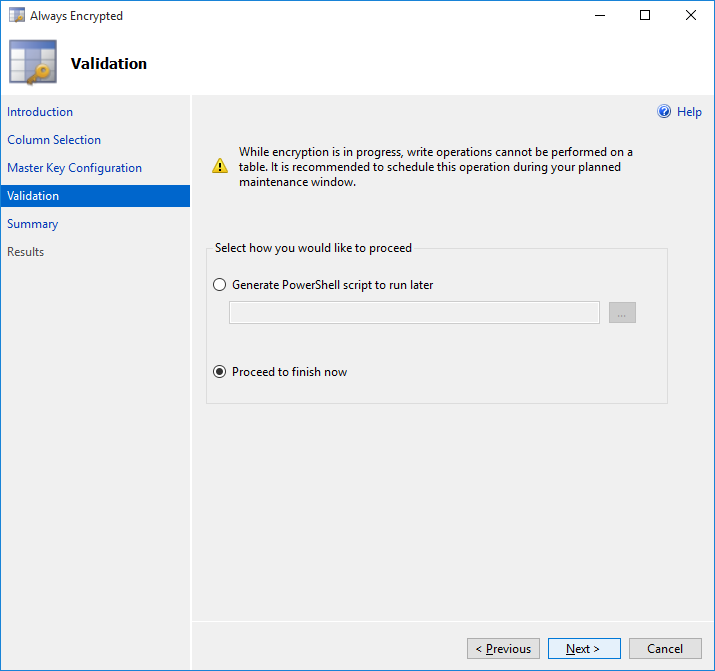 Always Encrypted
Validation
Introduction
Column Selection
Master Key Configuration
Validation
Summary
Results
Help
While encryption is in progress, write operations cannot be performed on a
table. It is recommended to schedule this operation during your planned
maintenance window.
Select how you would like to proceed
Generate PowerShell script to run later
...
Proceed to finish now
< Previous
Next >
Cancel